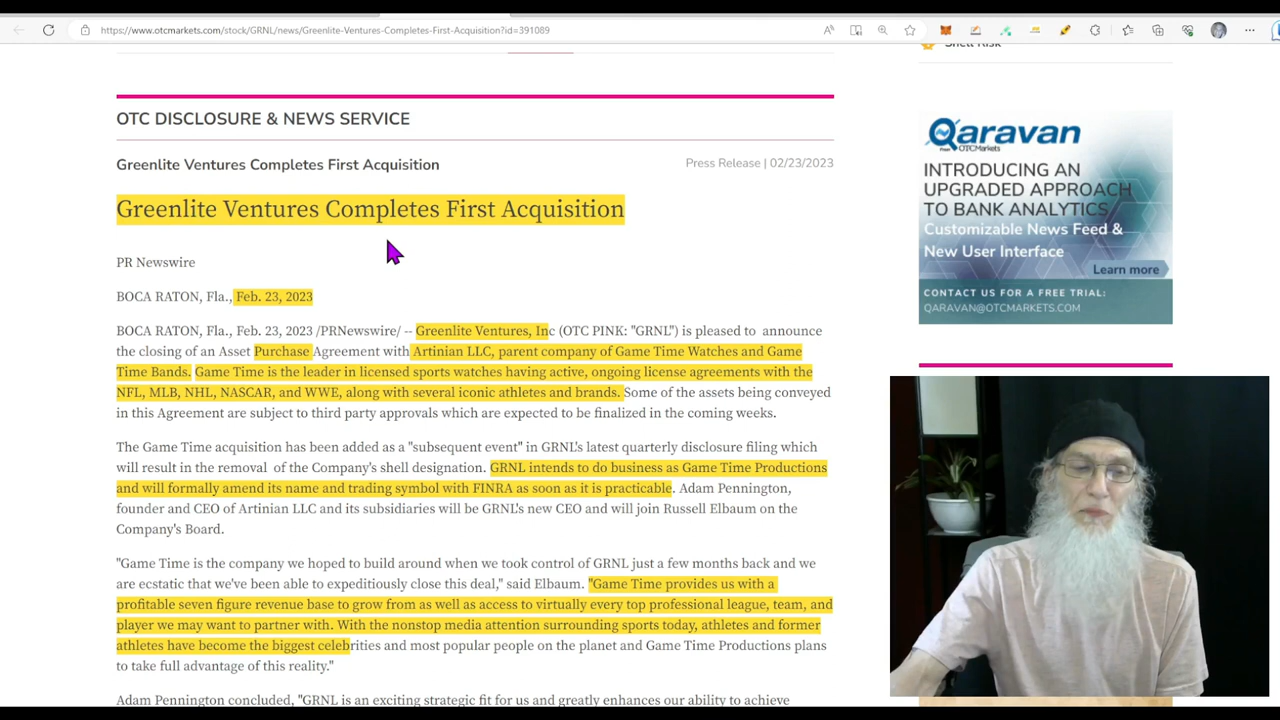 https://www.otcmarkets.com/stock/GRNL/news/Greenlite-Ventures-Completes-First-Acquisition?id=391089
Shell Risk
OTC DISCLOSURE & NEWS SERVICE
Greenlite Ventures Completes First Acquisition
Press Release | 02/23/2023
Greenlite Ventures Completes First Acquisition
PR Newswire
BOCA RATON, Fla., Feb. 23, 2023
BOCA RATON, Fla., Feb. 23, 2023 /PRNewswire/ -- Greenlite Ventures, Inc (OTC PINK: "GRNL") is pleased to announce
the closing of an Asset Purchase Agreement with Artinian LLC, parent company of Game Time Watches and Game
Time Bands. Game Time is the leader in licensed sports watches having active, ongoing license agreements with the
NFL, MLB, NHL, NASCAR, and WWE, along with several iconic athletes and brands. Some of the assets being conveyed
in this Agreement are subject to third party approvals which are expected to be finalized in the coming weeks.
The Game Time acquisition has been added as a "subsequent event" in GRNL's latest quarterly disclosure filing which
will result in the removal of the Company's shell designation. GRNL intends to do business as Game Time Productions
and will formally amend its name and trading symbol with FINRA as soon as it is practicable. Adam Pennington,
founder and CEO of Artinian LLC and its subsidiaries will be GRNL's new CEO and will join Russell Elbaum on the
Company's Board.
"Game Time is the company we hoped to build around when we took control of GRNL just a few months back and we
are ecstatic that we've been able to expeditiously close this deal," said Elbaum. "Game Time provides us with a
profitable seven figure revenue base to grow from as well as access to virtually every top professional league, team, and
player we may want to partner with. With the nonstop media attention surrounding sports today, athletes and former
athletes have become the biggest celebrities and most popular people on the planet and Game Time Productions plans
to take full advantage of this reality."
Adam Pennington concluded, "GRNL is an exciting strategic fit for us and greatly enhances our ability to achieve
Qaravan
From OTCMarkets
INTRODUCING AN
UPGRADED APPROACH
TO BANK ANALYTICS
Customizable News Feed &
New User Interface
Learn more
CONTACT US FOR A FREE TRIAL:
QARAVAN@OTCMARKETS.COM